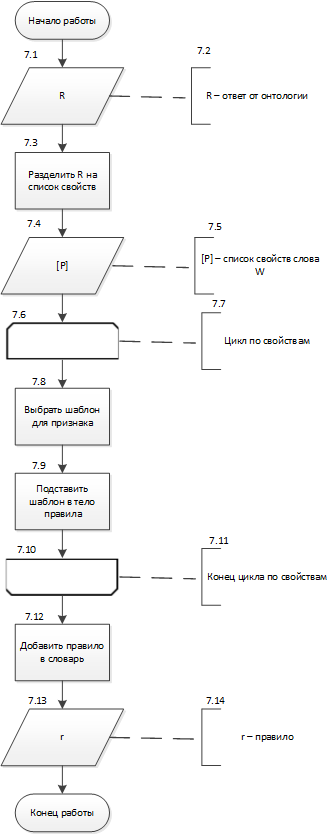 Начало работы
7.1
7.2
R
R – ответ от онтологии
7.3
Разделить R на
список свойств
7.4
7.5
[P]
[P] – список свойств слова
W
7.6
7.7
Цикл по свойствам
7.8
Выбрать шаблон
для признака
7.9
Подставить
шаблон в тело
правила
7.10
7.11
Конец цикла по свойствам
7.12
Добавить правило
в словарь
7.13
7.14
r
r – правило
Конец работы